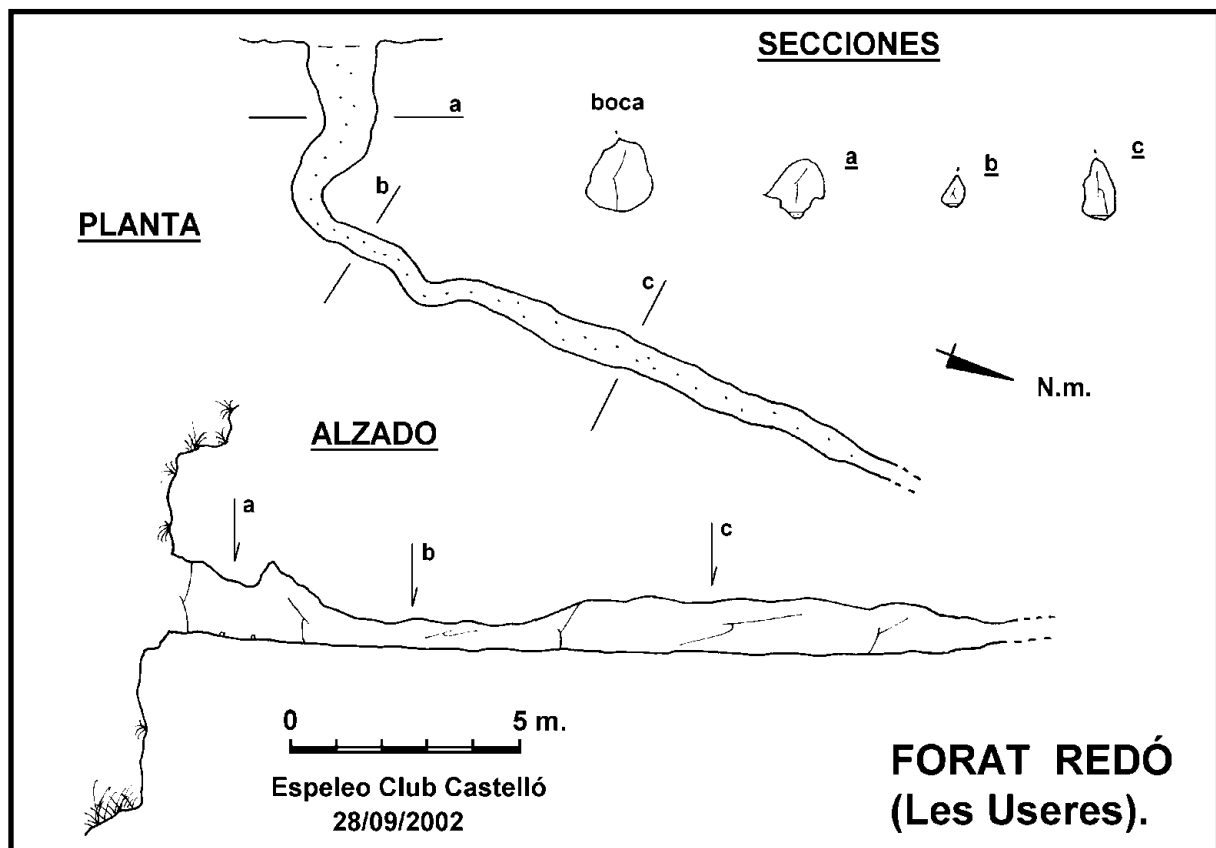 SECCIONES
boca
a
b
c
PLANTA
a
b
c
N.m.
ALZADO
a
b
c
0 5 m.
Espeleo Club Castelló
28/09/2002
FORAT REDÓ
(Les Useres).